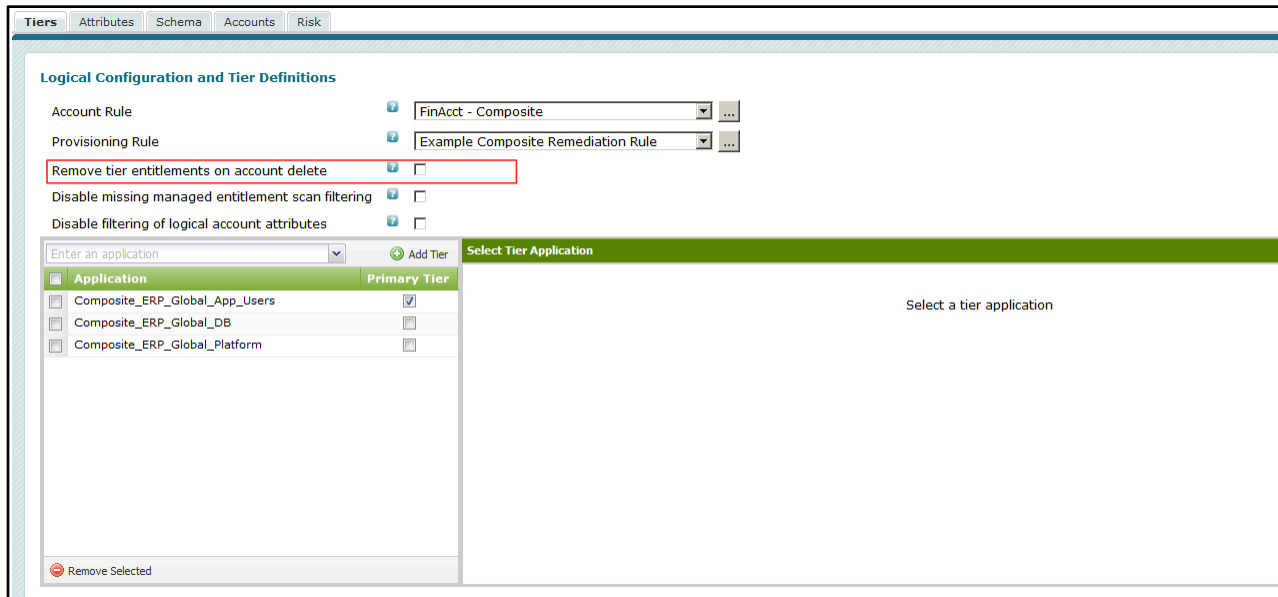 Tiers Attributes Schema Accounts Risk
Logical Configuration and Tier Definitions
Account Rule ? FinAcct - Composite ...
Provisioning Rule ? Example Composite Remediation Rule ...
Remove tier entitlements on account delete ?
Disable missing managed entitlement scan filtering ?
Disable filtering of logical account attributes ?
Enter an application Add Tier Select Tier Application
Application Primary Tier
Composite_ERP_Global_App_Users Select a tier application
Composite_ERP_Global_DB
Composite_ERP_Global_Platform
Remove Selected